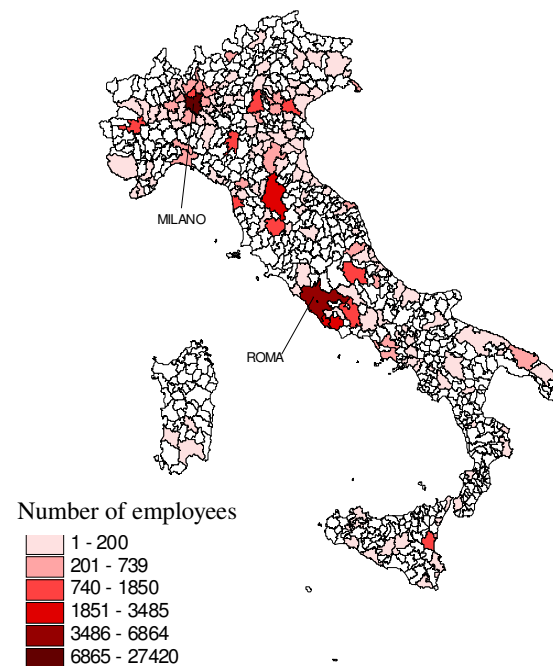 MILANO
ROMA
Number of employees
1 - 200
201 - 739
740 - 1850
1851 - 3485
3486 - 6864
6865 - 27420